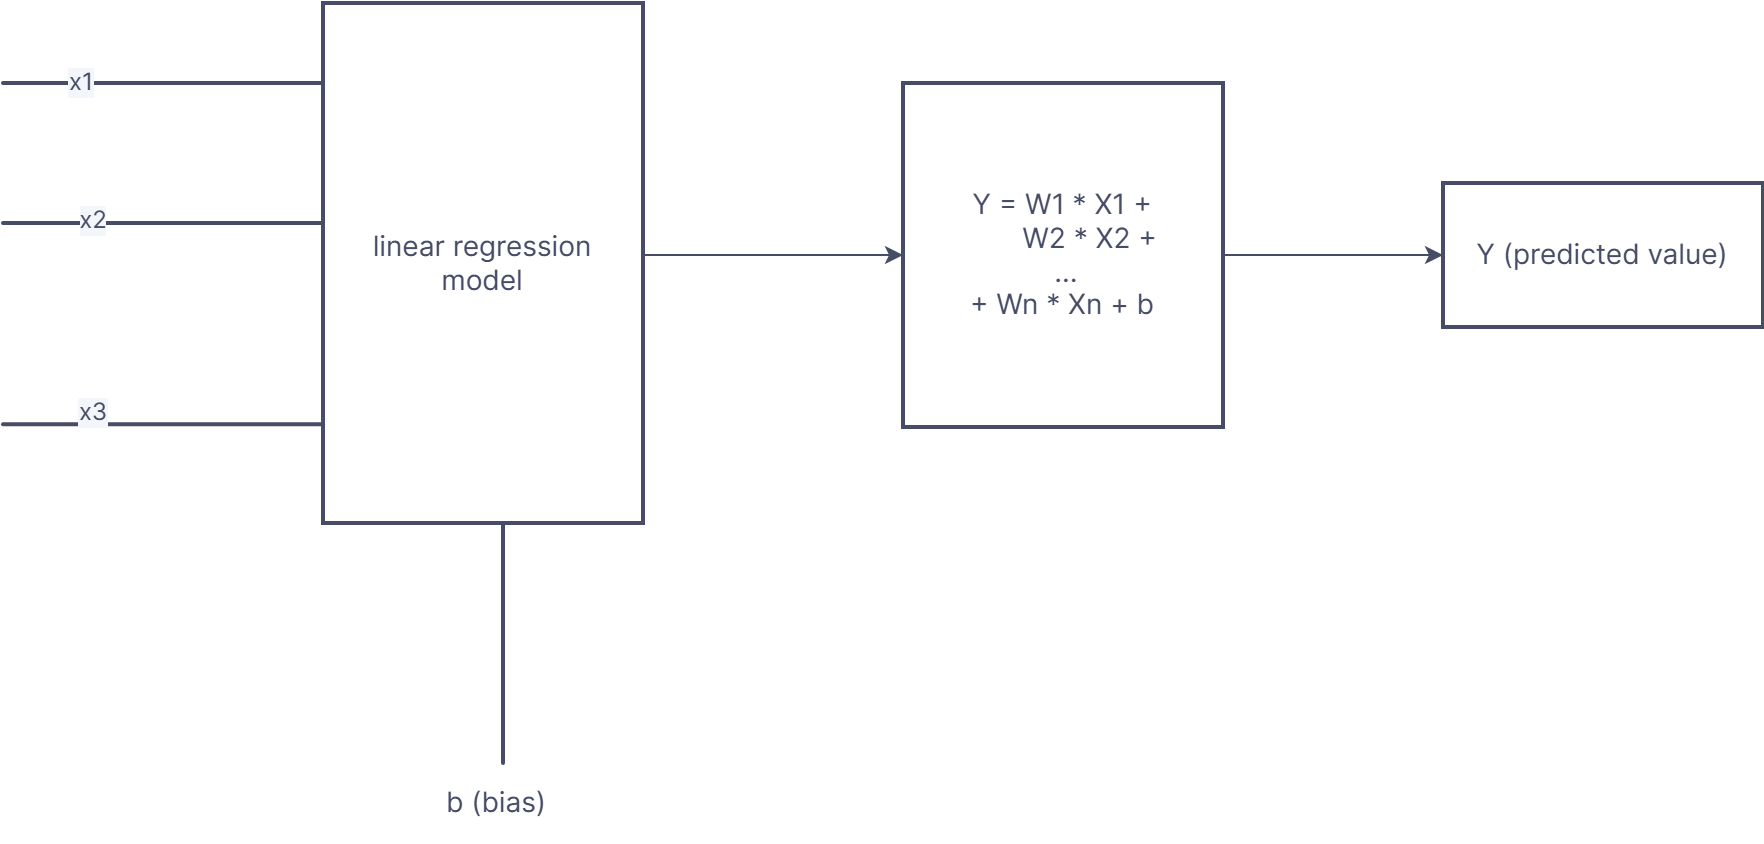 x1
x2
x3
linear regression
model
b (bias)
Y = W1 * X1 +
W2 * X2 +
...
+ Wn * Xn + b
Y (predicted value)